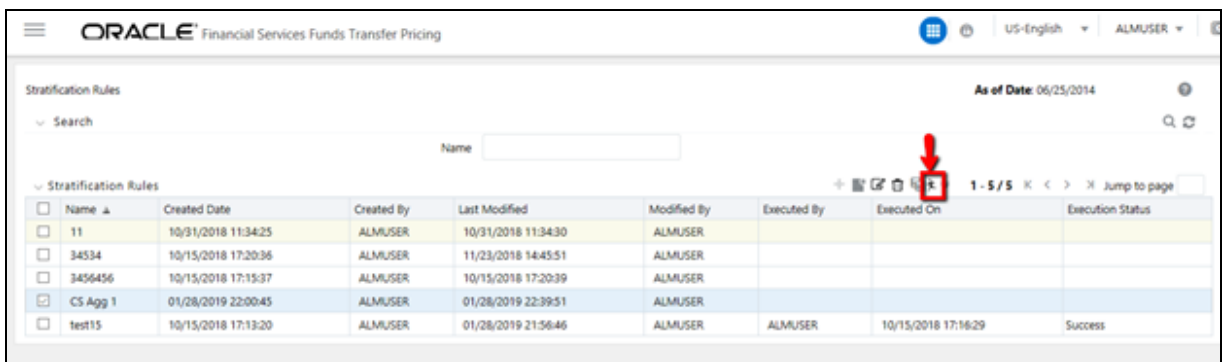 ORACLE Financial Services Funds Transfer Pricing US-English ALMUSER
Stratification Rules As of Date: 06/25/2014
Search
Name
Stratification Rules 1 - 5 / 5 Jump to page
Name Created Date Created By Last Modified Modified By Executed By Executed On Execution Status
11 10/31/2018 11:34:25 ALMUSER 10/31/2018 11:34:30 ALMUSER
34534 10/15/2018 17:20:36 ALMUSER 11/23/2018 14:45:51 ALMUSER
3456456 10/15/2018 17:15:37 ALMUSER 10/15/2018 17:20:39 ALMUSER
CS Agg 1 01/28/2019 22:00:45 ALMUSER 01/28/2019 22:39:51 ALMUSER
test15 10/15/2018 17:13:20 ALMUSER 01/28/2019 21:56:46 ALMUSER ALMUSER 10/15/2018 17:16:29 Success